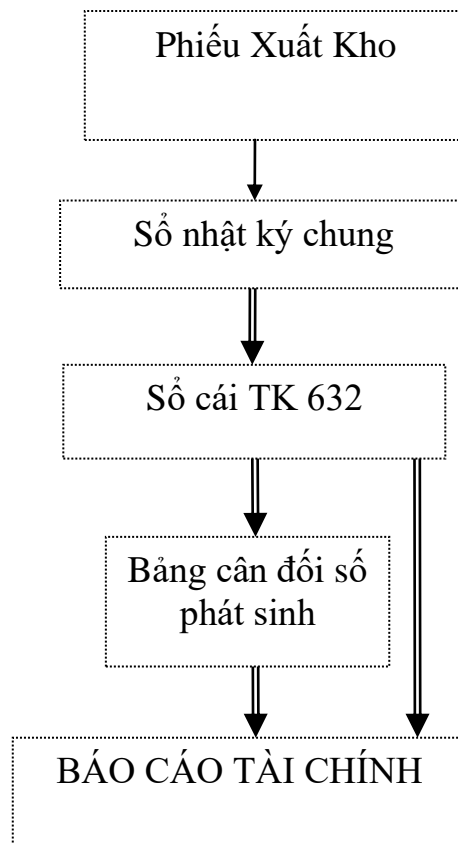 Phiếu Xuất Kho
Sổ nhật ký chung
Sổ cái TK 632
Bảng cân đối số
phát sinh
BÁO CÁO TÀI CHÍNH